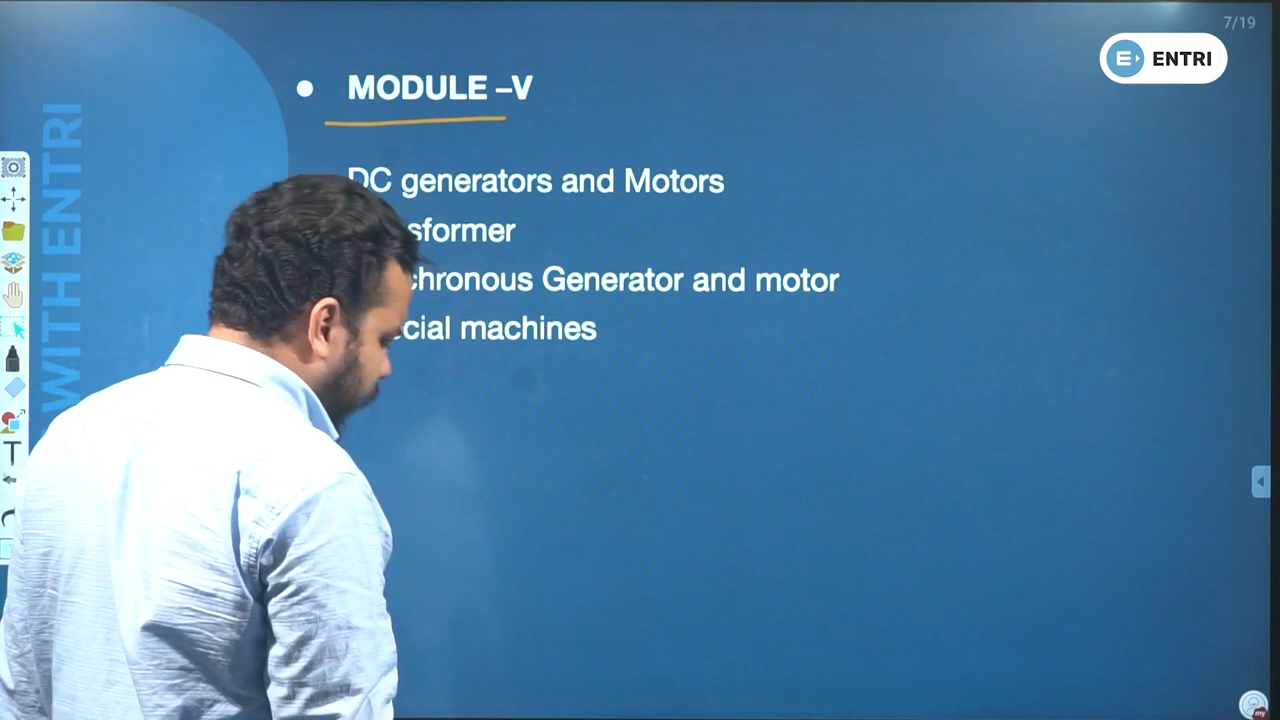 7/19
ENTRI
MODULE –V
WITH ENTRI
DC generators and Motors
sformer
chronous Generator and motor
cial machines